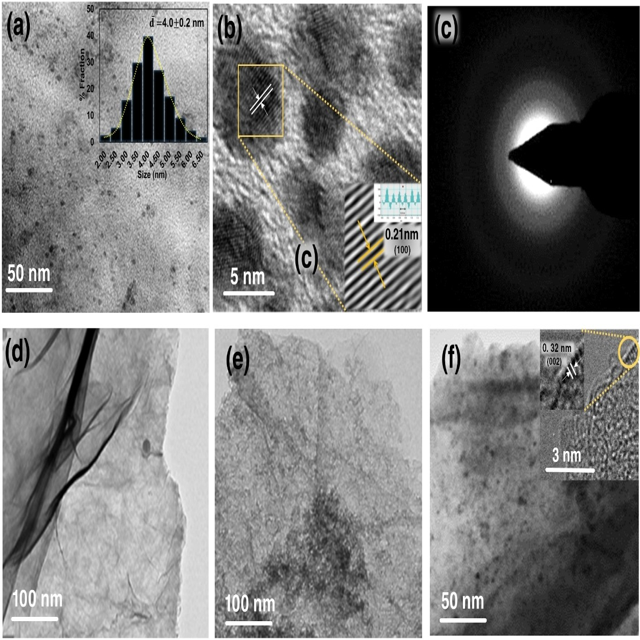 (a)
d =4.0±0.2 nm
% Fraction
50
40
30
20
10
0
2.00 2.50 3.00 3.50 4.00 4.50 5.00 5.50 6.00 6.50
Size (nm)
50 nm
(b)
0.21nm
(100)
(c)
5 nm
(c)
(d)
100 nm
(e)
100 nm
(f)
0. 32 nm
(002)
3 nm
50 nm